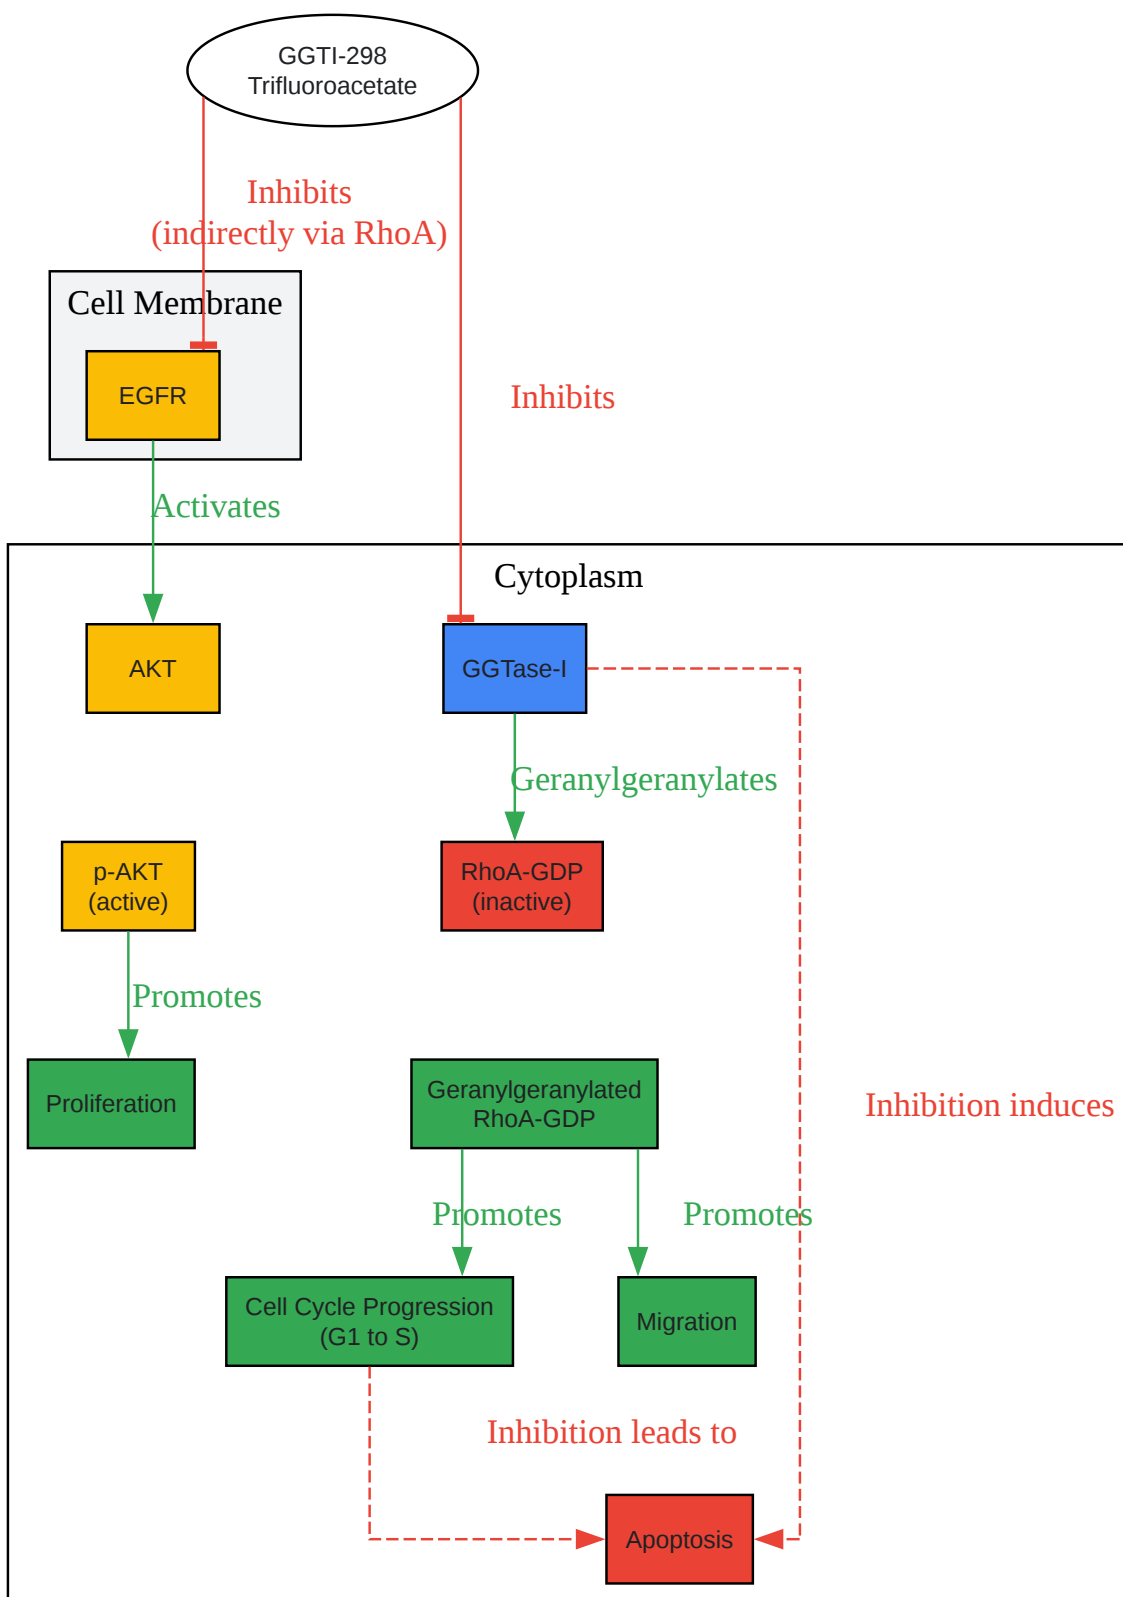 GGTI-298
Trifluoroacetate
Inhibits
(indirectly via RhoA)
Cell Membrane
EGFR
Inhibits
Activates
Cytoplasm
AKT
GGTase-I
Geranylgeranylates
p-AKT
(active)
RhoA-GDP
(inactive)
Promotes
Proliferation
Geranylgeranylated
RhoA-GDP
Inhibition induces
Promotes
Promotes
Cell Cycle Progression
(G1 to S)
Migration
Inhibition leads to
Apoptosis